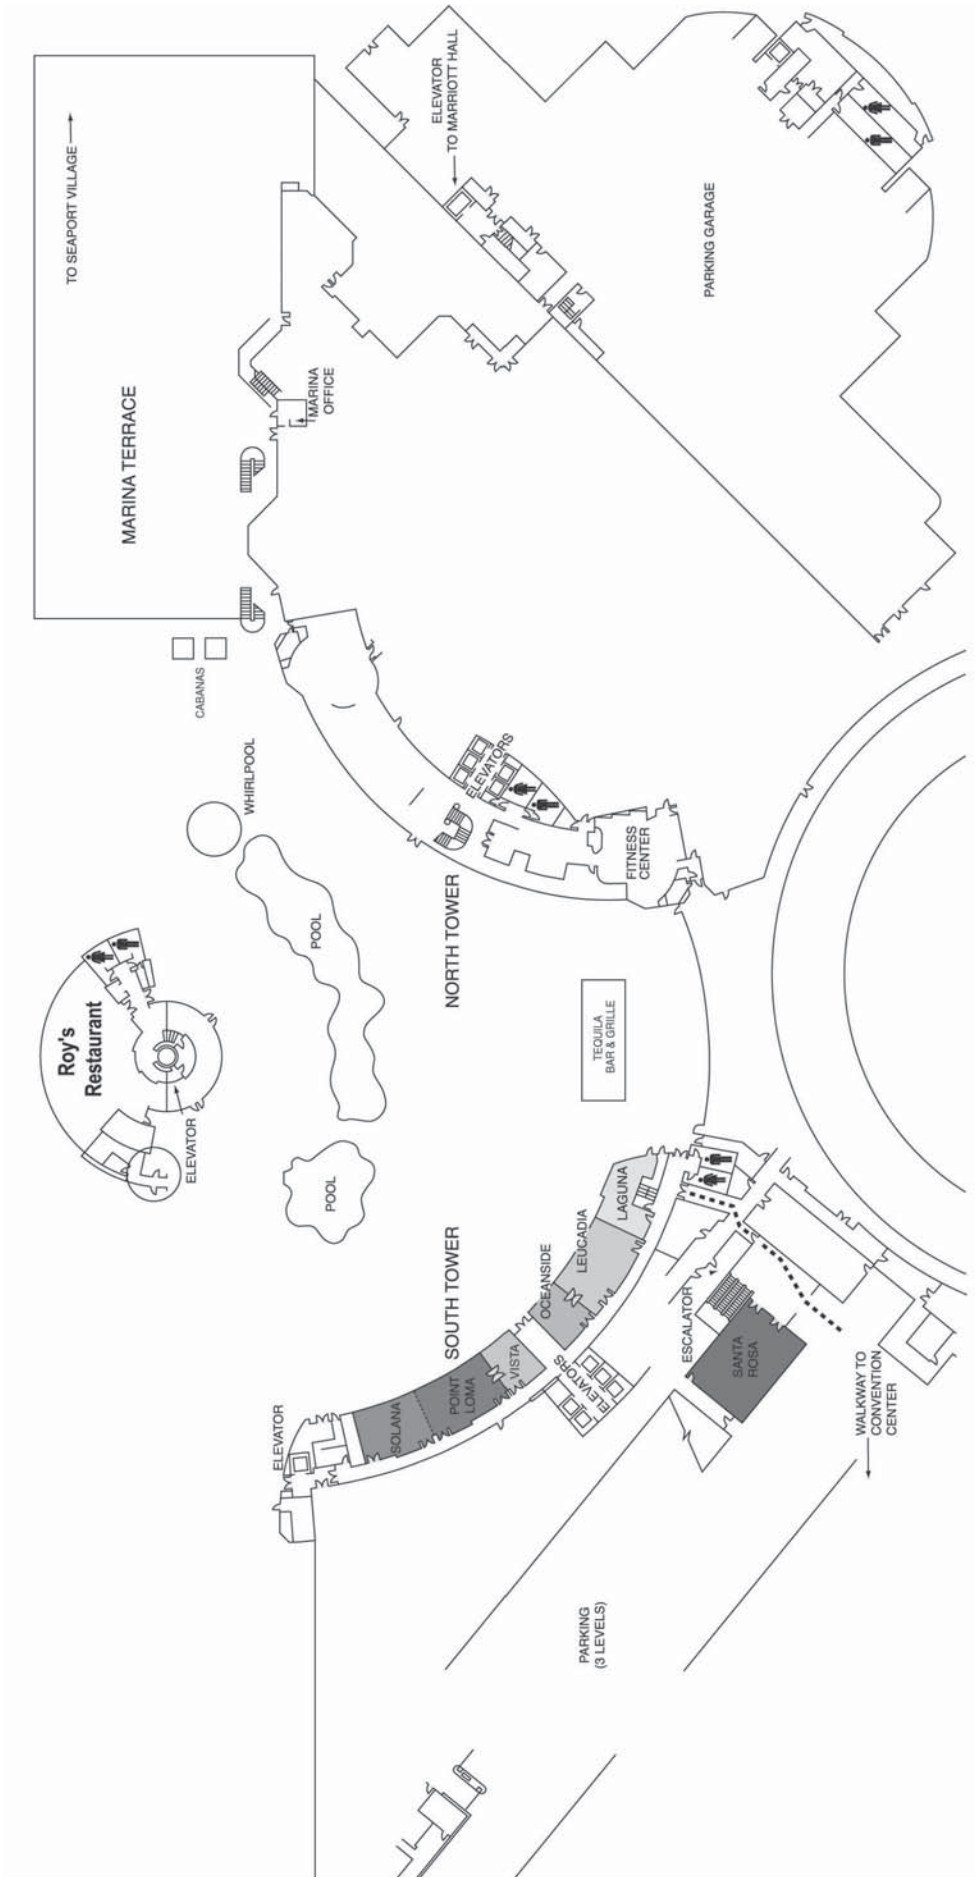 ELEVATOR
TO MARRIOTT HALL
TO SEAPORT VILLAGE
PARKING GARAGE
MARINA TERRACE
MARINA
OFFICE
CABANAS
WHIRLPOOL
ELEVATORS
FITNESS
CENTER
NORTH TOWER
POOL
Roy's
Restaurant
ELEVATOR
TEQUILA
BAR & GRILLE
POOL
SOUTH TOWER
LAGUNA
LEUCADIA
OCEANSIDE
VISTA
POINT
LOMA
SOLANA
ELEVATOR
ELEVATORS
ESCALATOR
SANTA
ROSA
WALKWAY TO
CONVENTION
CENTER
PARKING
(3 LEVELS)